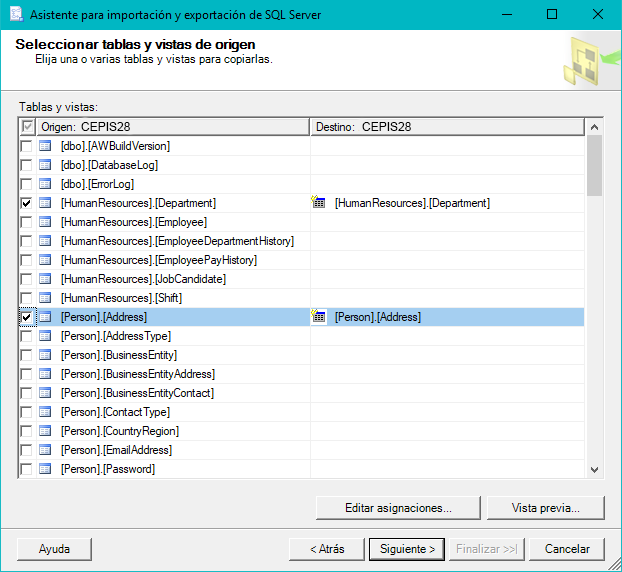 Asistente para importación y exportación de SQL Server
Seleccionar tablas y vistas de origen
Elija una o varias tablas y vistas para copiarlas.
Tablas y vistas:
Origen: CEPIS28 Destino: CEPIS28
[dbo].[AWBuildVersion]
[dbo].[DatabaseLog]
[dbo].[ErrorLog]
[HumanResources].[Department] [HumanResources].[Department]
[HumanResources].[Employee]
[HumanResources].[EmployeeDepartmentHistory]
[HumanResources].[EmployeePayHistory]
[HumanResources].[JobCandidate]
[HumanResources].[Shift]
[Person].[Address] [Person].[Address]
[Person].[AddressType]
[Person].[BusinessEntity]
[Person].[BusinessEntityAddress]
[Person].[BusinessEntityContact]
[Person].[ContactType]
[Person].[CountryRegion]
[Person].[EmailAddress]
[Person].[Password]
Editar asignaciones... Vista previa...
Ayuda < Atrás Siguiente > Finalizar >>| Cancelar